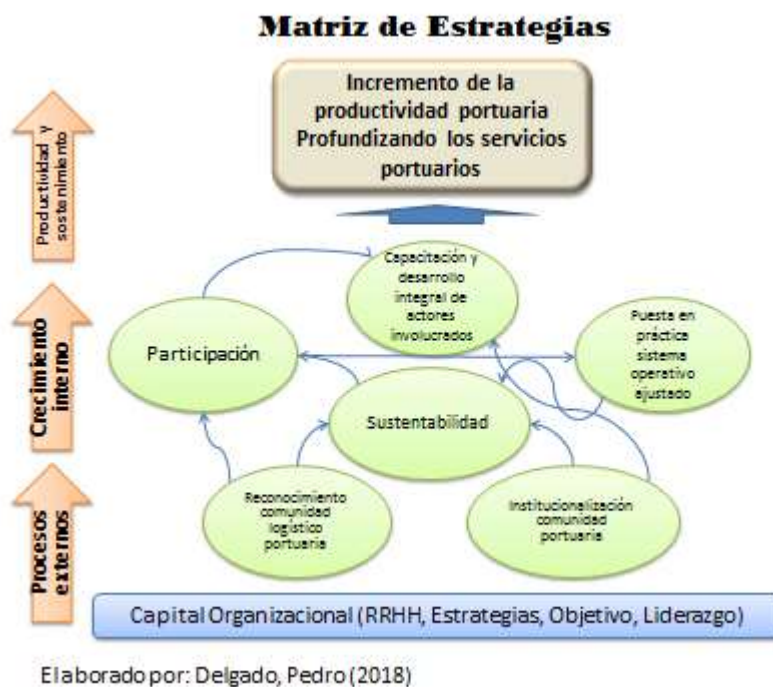 Matriz de Estrategias
Incremento de la
productividad portuaria
Profundizando los servicios
portuarios
Productividad y
sostenimiento
Capacitación y
desarrollo
integral de
actores
involucrados
Crecimiento
interno
Participación
Puesta en
práctica
sistema
operativo
ajustado
Sustentabilidad
Procesos
externos
Reconocimiento
comunidad
logístico
portuaria
Institucionalización
comunidad
portuaria
Capital Organizacional (RRHH, Estrategias, Objetivo, Liderazgo)
Elaborado por: Delgado, Pedro (2018)